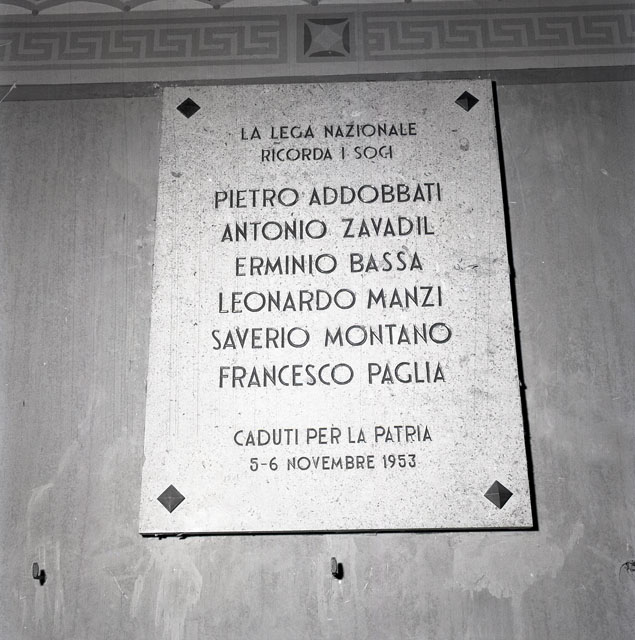 LA LEGA NAZIONALE
RICORDA I SOCI
PIETRO ADDOBBATI
ANTONIO ZAVADIL
ERMINIO BASSA
LEONARDO MANZI
SAVERIO MONTANO
FRANCESCO PAGLIA
CADUTI PER LA PATRIA
5-6 NOVEMBRE 1953